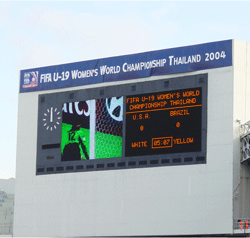 FIFA U-19 WOMEN'S WORLD CHAMPIONSHIP THAILAND 2004
FIFA U-19 WOMEN'S WORLD
CHAMPIONSHIP THAILAND
U.S.A. BRAZIL
0 0
WHITE 05:07 YELLOW